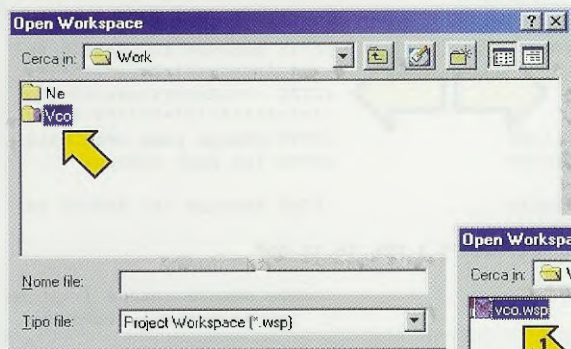 Open Workspace
Cerca in: Work
Ne
Vco
Nome file:
Tipo file: Project Workspace (*.wsp)
Open Workspa
Cerca in: V
vco.wsp
1